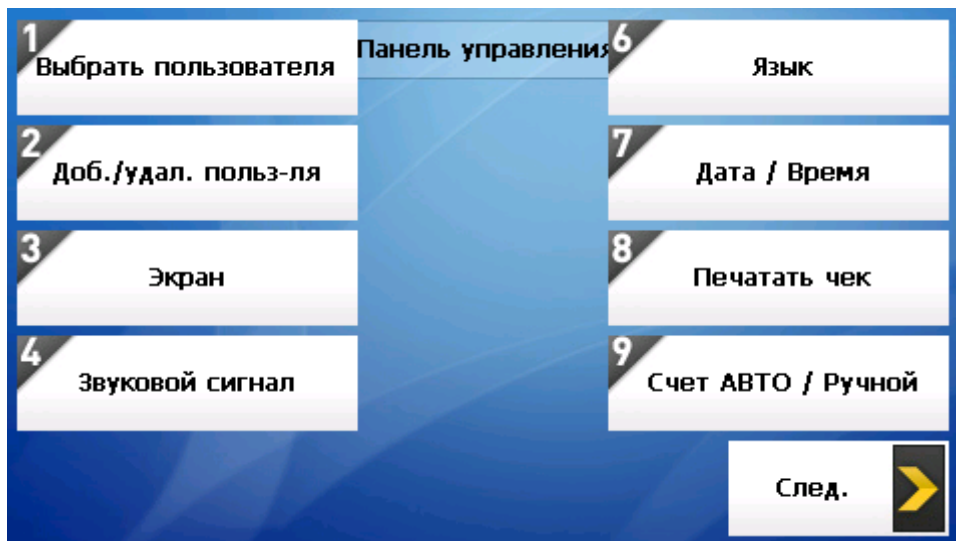 Панель управления
1
Выбрать пользователя
2
Доб./удал. польз-ля
3
Экран
4
Звуковой сигнал
6
Язык
7
Дата / Время
8
Печатать чек
9
Счет АВТО / Ручной
След.